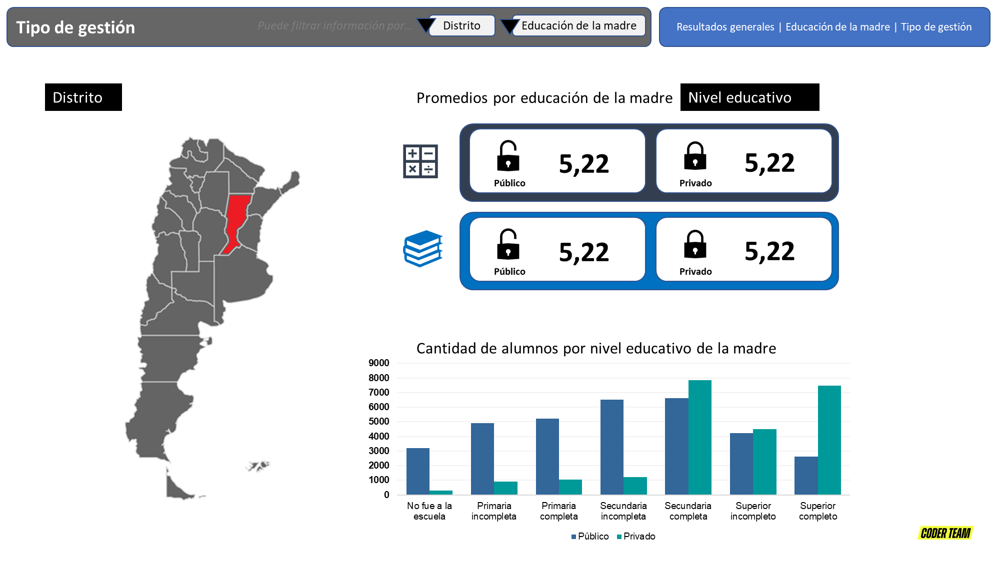 Tipo de gestión
Puede filtrar información por...
Distrito
Educación de la madre
Resultados generales | Educación de la madre | Tipo de gestión
Distrito
Promedios por educación de la madre
Nivel educativo
Público
5,22
Privado
5,22
Público
5,22
Privado
5,22
Cantidad de alumnos por nivel educativo de la madre
9000
8000
7000
6000
5000
4000
3000
2000
1000
0
No fue a la
escuela
Primaria
incompleta
Primaria
completa
Secundaria
incompleta
Secundaria
completa
Superior
incompleto
Superior
completo
Público
Privado
CODER TEAM